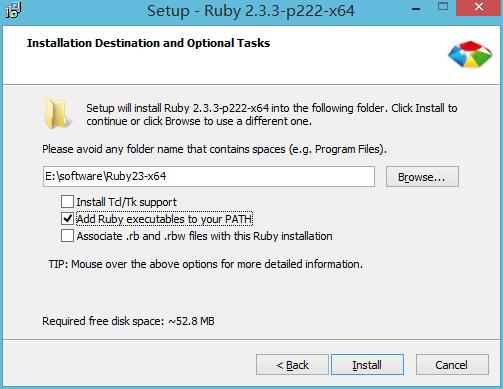 Setup - Ruby 2.3.3-p222-x64
Installation Destination and Optional Tasks
Setup will install Ruby 2.3.3-p222-x64 into the following folder. Click Install to
continue or click Browse to use a different one.
Please avoid any folder name that contains spaces (e.g. Program Files).
E:\software\Ruby23-x64
Browse...
Install Tcl/Tk support
Add Ruby executables to your PATH
Associate .rb and .rbw files with this Ruby installation
TIP: Mouse over the above options for more detailed information.
Required free disk space: ~52.8 MB
< Back
Install
Cancel